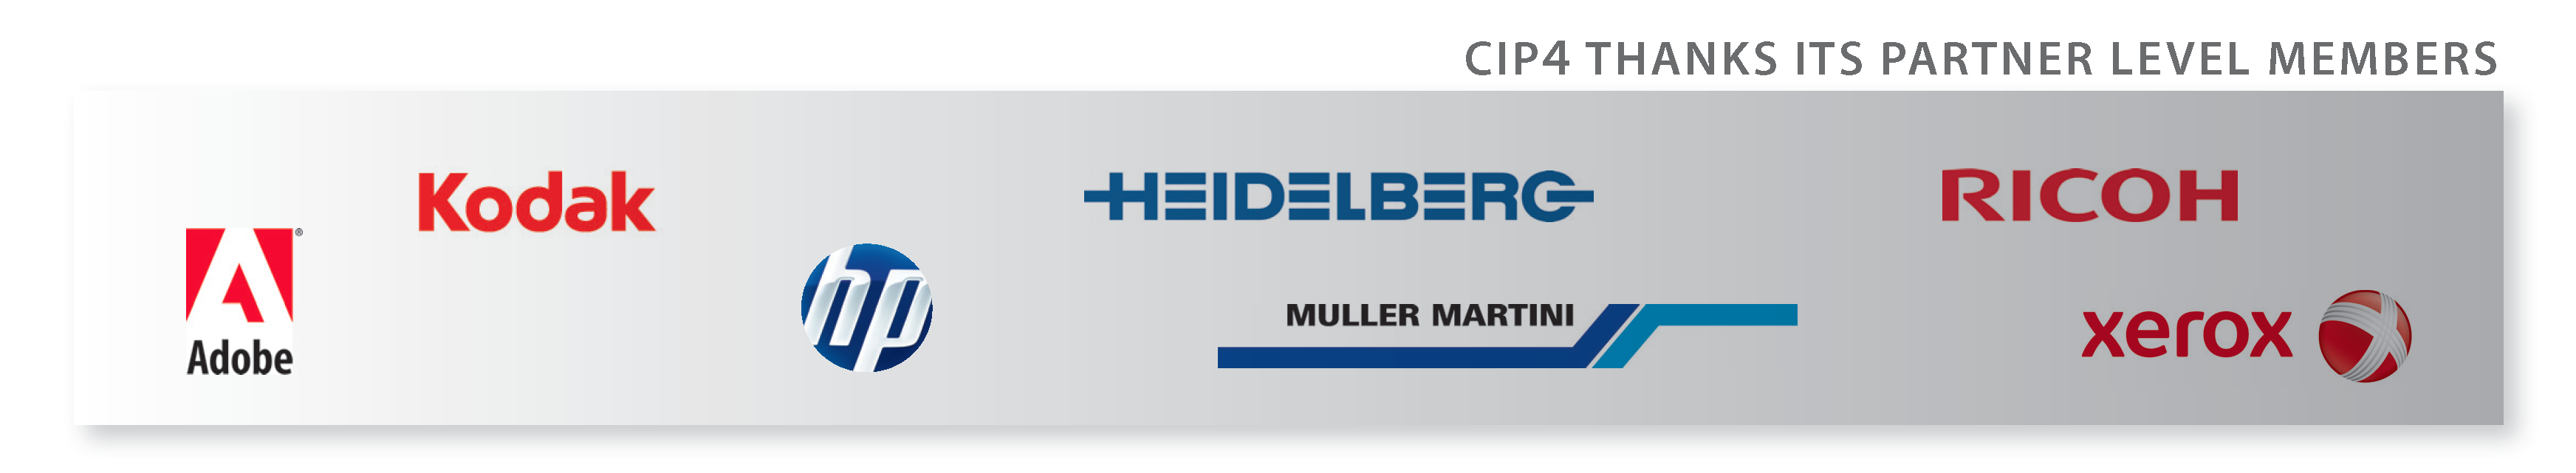 CIP4 THANKS ITS PARTNER LEVEL MEMBERS
Kodak
HEIDELBERG
RICOH
®
Adobe
hp
MULLER MARTINI
xerox